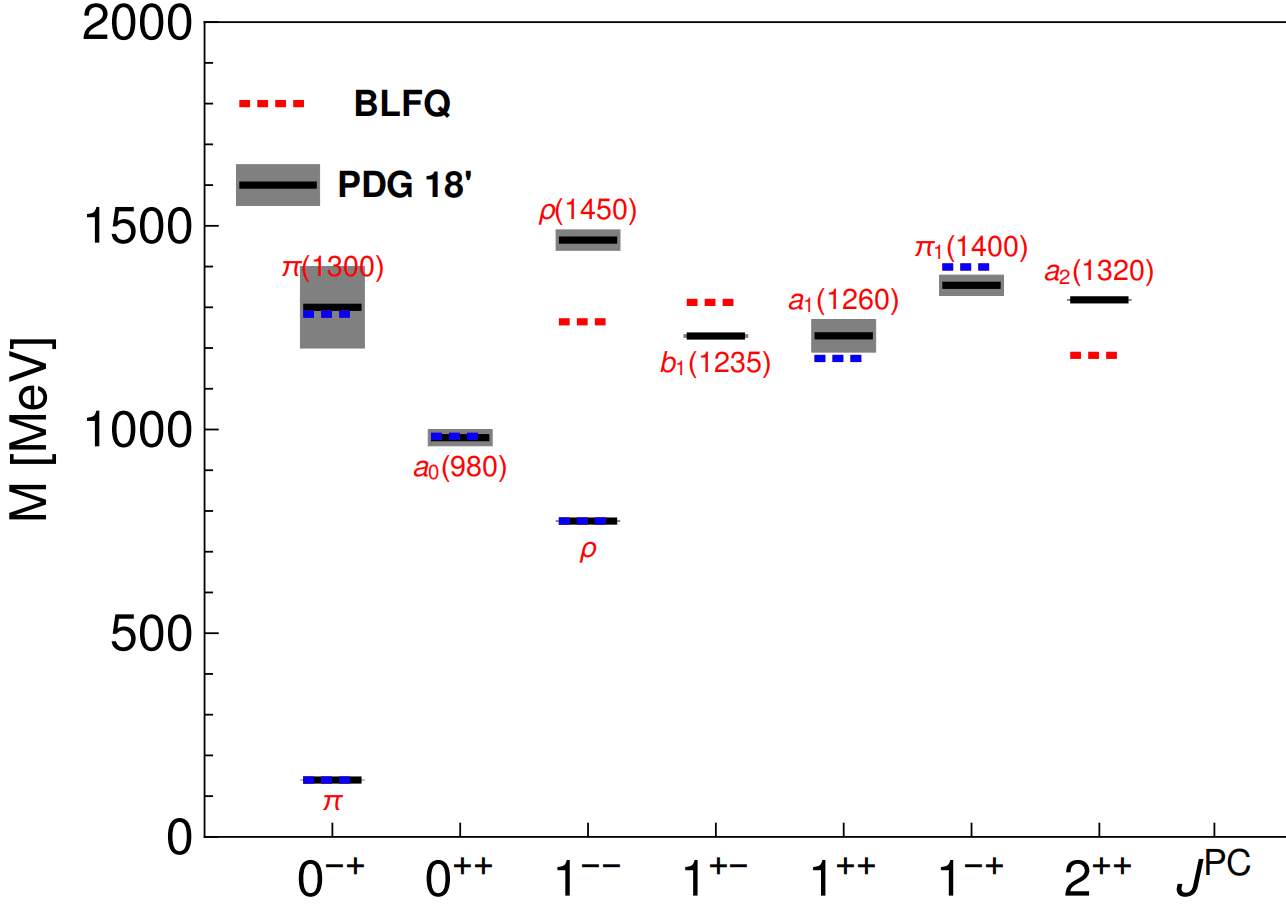 2000
BLFQ
PDG 18'
1500
ρ(1450)
π1(1400)
π(1300)
a1(1260)
a2(1320)
b1(1235)
M [MeV]
1000
a0(980)
ρ
500
π
0
0⁻⁺ 0⁺⁺ 1⁻⁻ 1⁺⁻ 1⁺⁺ 1⁻⁺ 2⁺⁺ J^PC